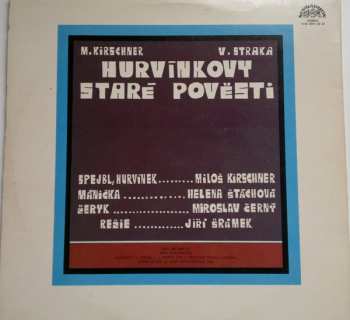 M. KIRSCHNER V. STRAKA
HURVÍNKOVY
STARÉ POVĚSTI
SPEJBL, HURVÍNEK......... MILOŠ KIRSCHNER
MÁNIČKA............ HELENA ŠTÁCHOVÁ
ŽERYK................. MIROSLAV ČERNÝ
REŽIE............. JIŘÍ ŠRÁMEK